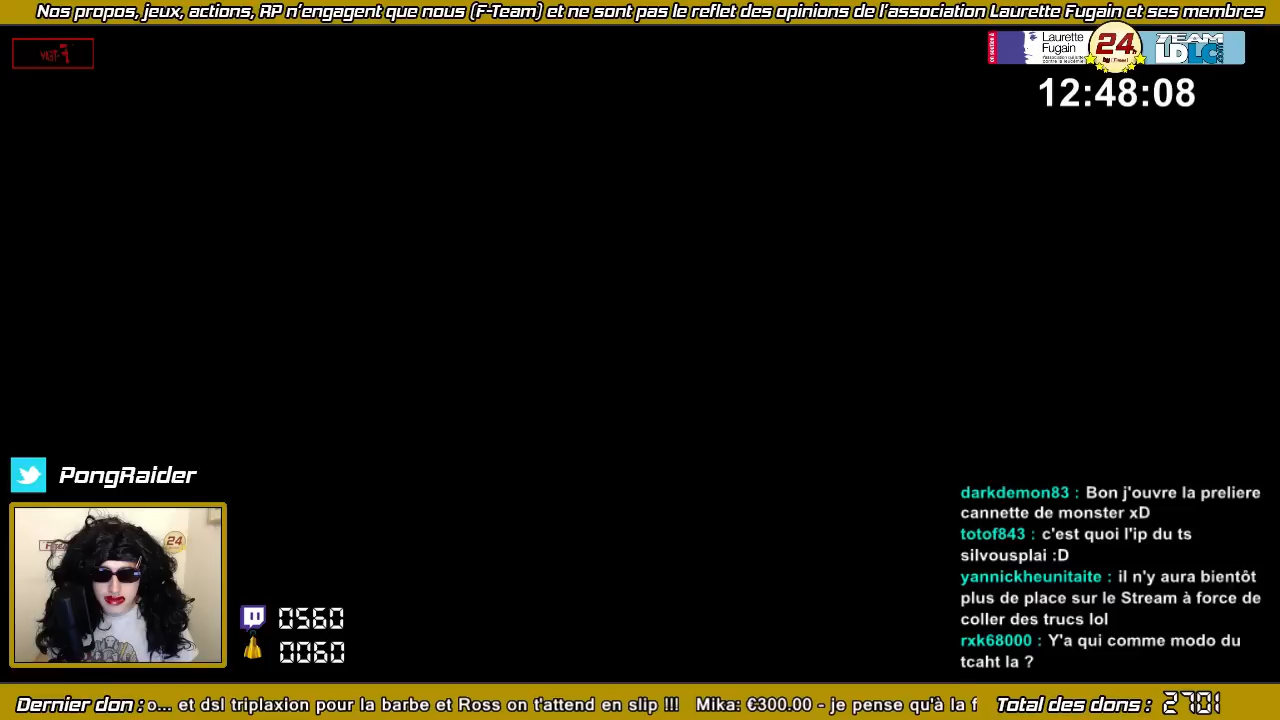 Nos propos, jeux, actions, RP n'engagent que nous (F-Team) et ne sont pas le reflet des opinions de l'association Laurette Fugain et ses membres
Laurette
Fugain
24h
TEAM
LDLC
12:48:08
PongRaider
24
darkdemon83 : Bon j'ouvre la preliere
cannette de monster xD
totof843 : c'est quoi l'ip du ts
silvousplai :D
yannickheunitaite : il n'y aura bientôt
plus de place sur le Stream à force de
coller des trucs lol
rxk68000 : Y'a qui comme modo du
tcaht la ?
0560
0060
Dernier don : o... et dsl triplaxion pour la barbe et Ross on t'attend en slip !!! Mika: €300.00 - je pense qu'à la f
Total des dons : 2701